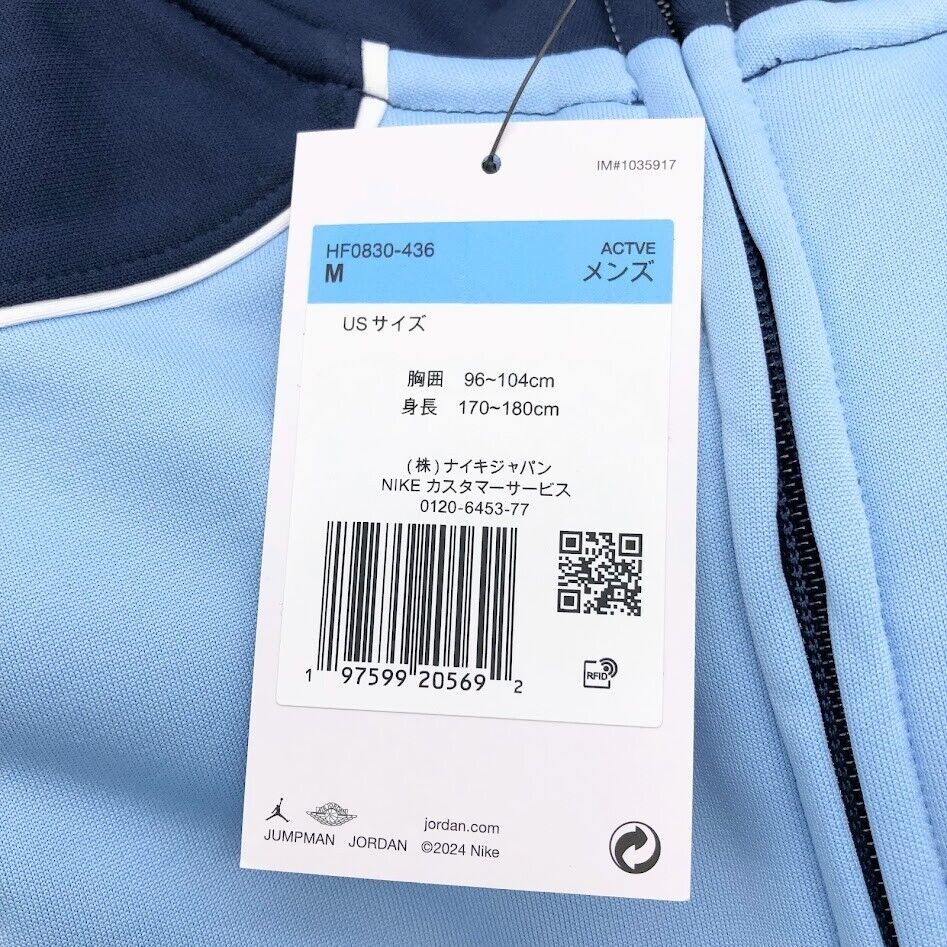 IM#1035917
HF0830-436 ACTVE
M メンズ
US サイズ
胸囲 96~104cm
身長 170~180cm
(株)ナイキジャパン
NIKE カスタマーサービス
0120-6453-77
RFID
1 97599 20569 2
jordan.com
JUMPMAN JORDAN ©2024 Nike